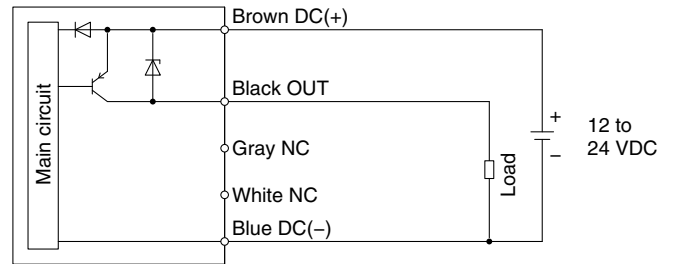 Brown DC(+)
Main circuit
Black OUT
Gray NC
White NC
Blue DC(−)
Load
+
−
12 to
24 VDC